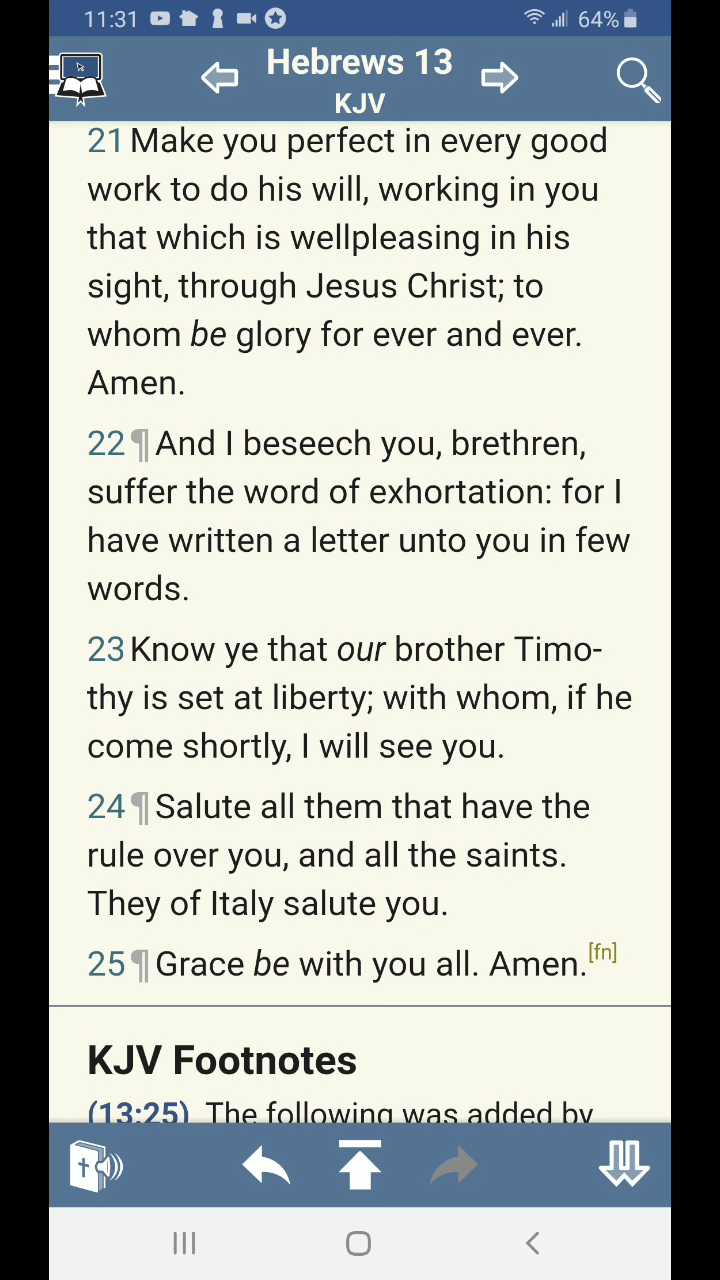 11:31 64%
Hebrews 13
KJV
21 Make you perfect in every good
work to do his will, working in you
that which is wellpleasing in his
sight, through Jesus Christ; to
whom be glory for ever and ever.
Amen.
22 ¶ And I beseech you, brethren,
suffer the word of exhortation: for I
have written a letter unto you in few
words.
23 Know ye that our brother Timo-
thy is set at liberty; with whom, if he
come shortly, I will see you.
24 ¶ Salute all them that have the
rule over you, and all the saints.
They of Italy salute you.
25 ¶ Grace be with you all. Amen.[fn]
KJV Footnotes
(13:25) The following was added by